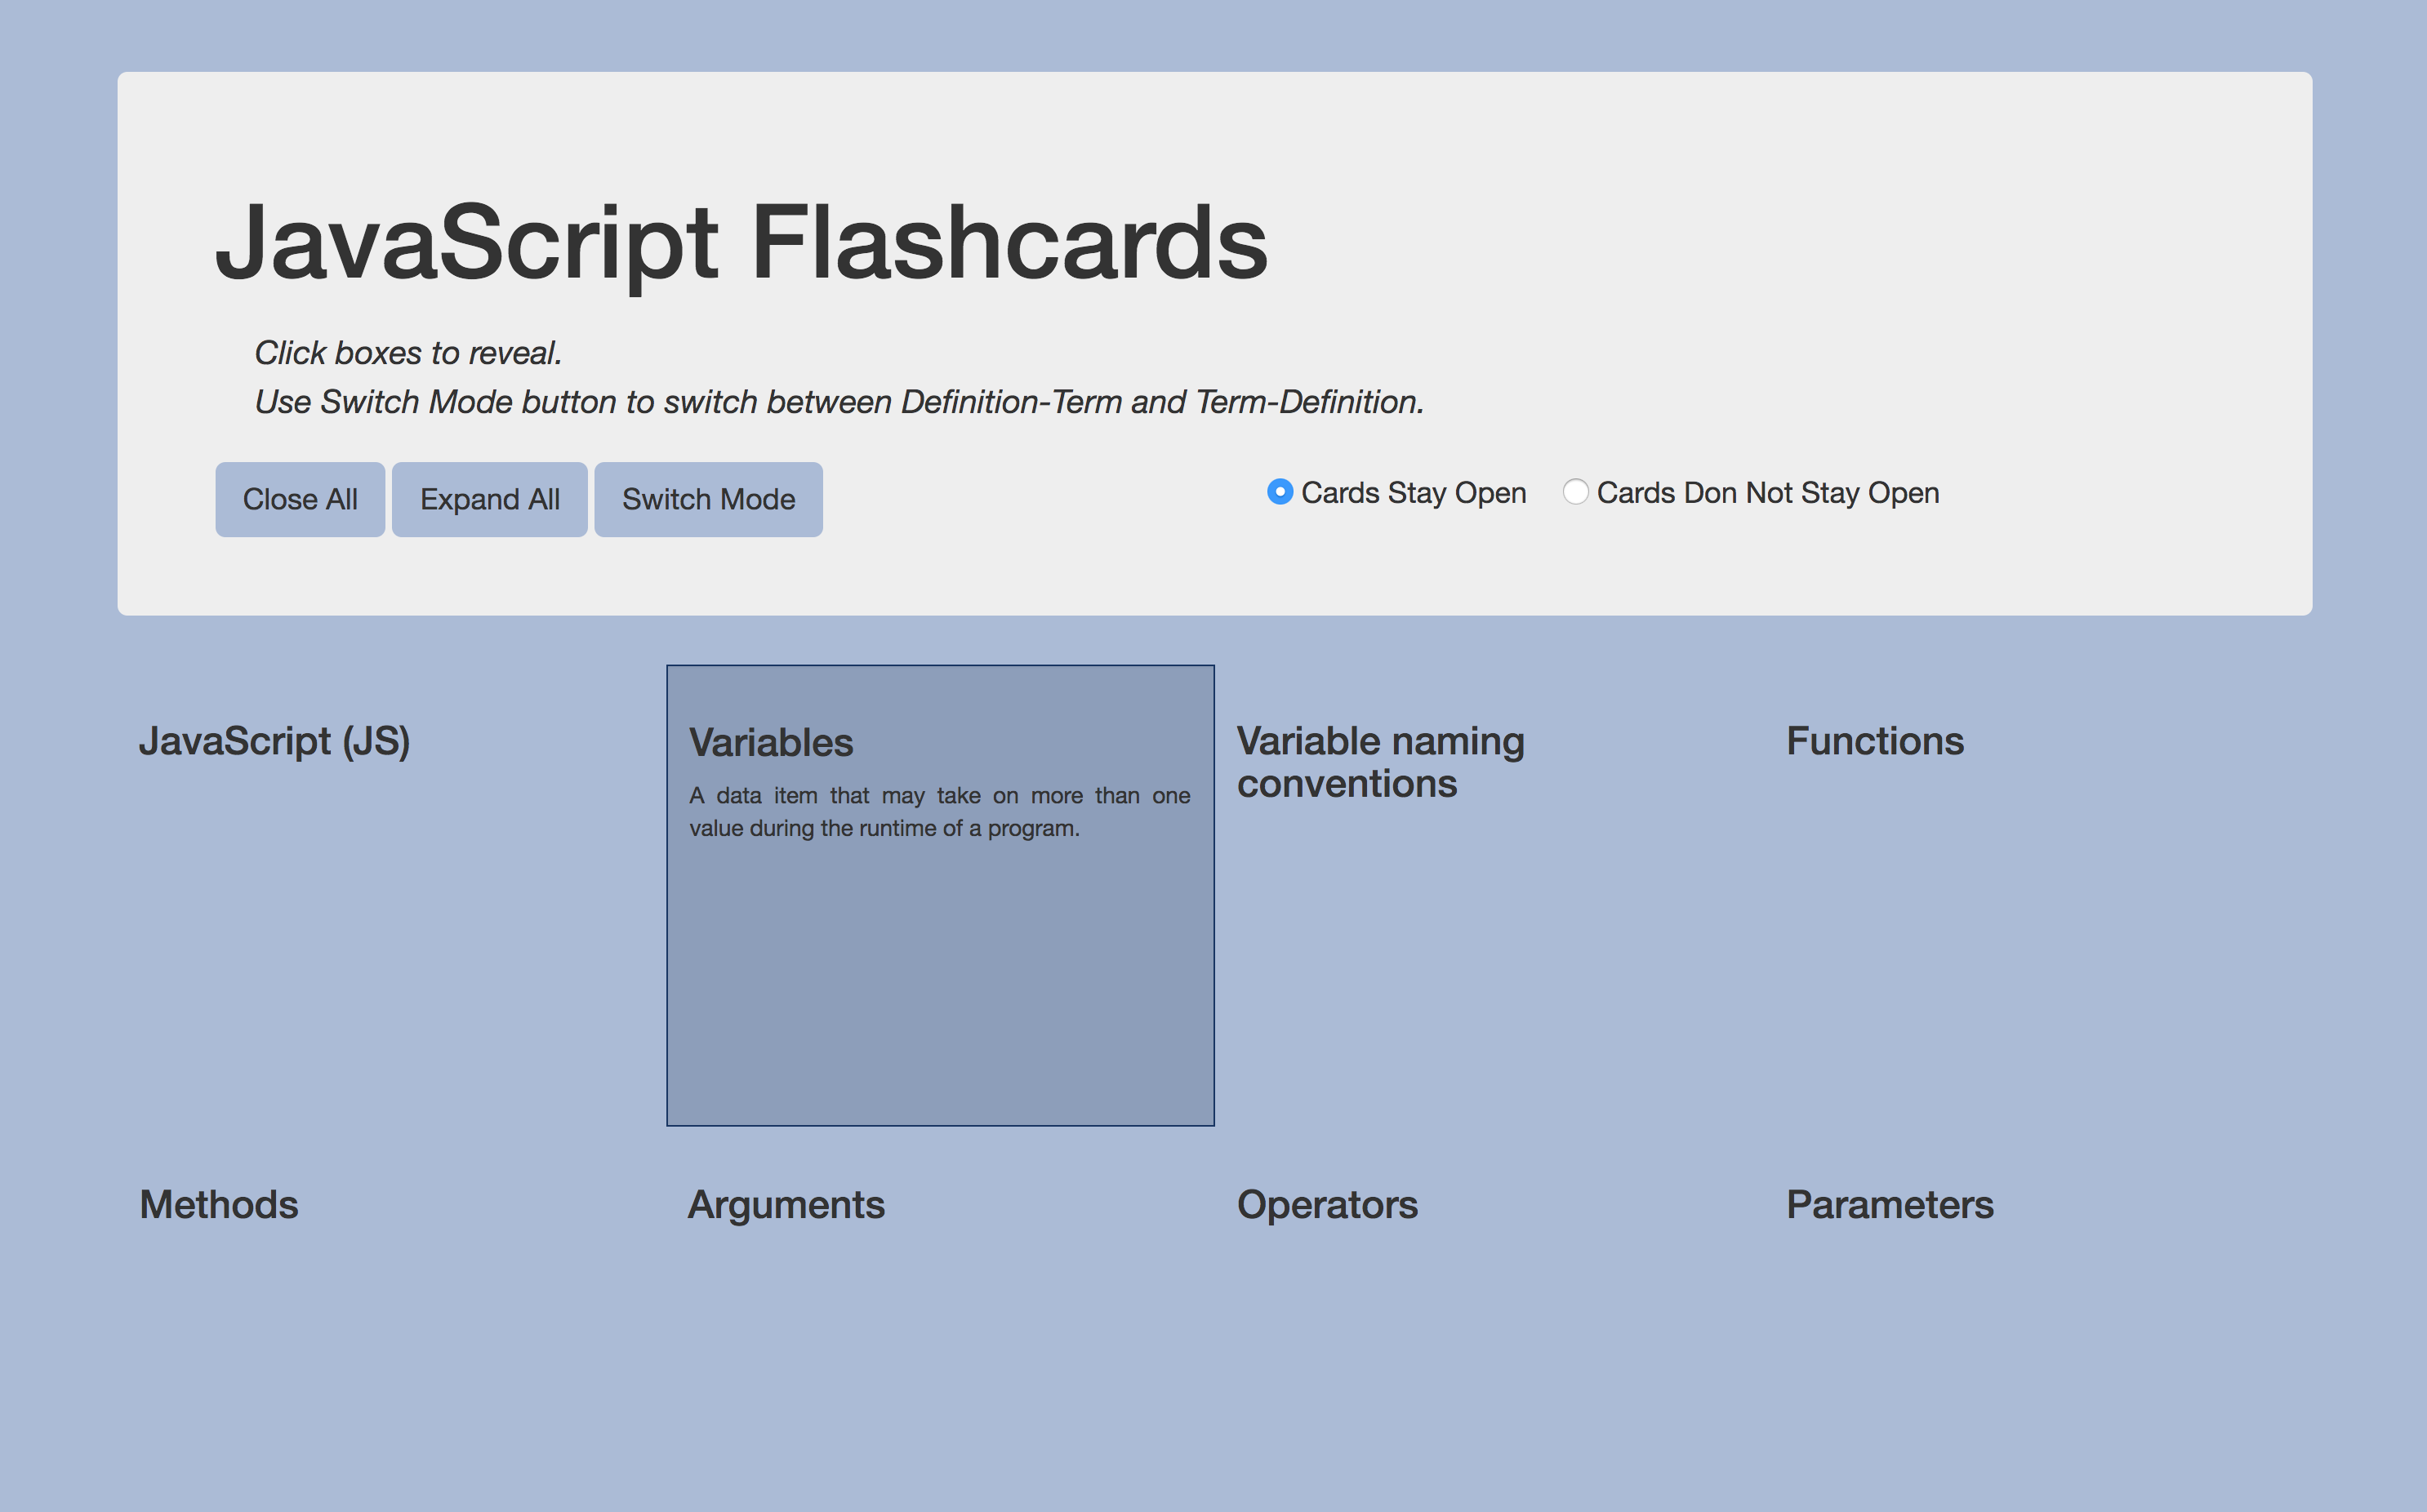 JavaScript Flashcards
Click boxes to reveal.
Use Switch Mode button to switch between Definition-Term and Term-Definition.
Close All
Expand All
Switch Mode
Cards Stay Open
Cards Don Not Stay Open
JavaScript (JS)
Variables
A data item that may take on more than one
value during the runtime of a program.
Variable naming
conventions
Functions
Methods
Arguments
Operators
Parameters